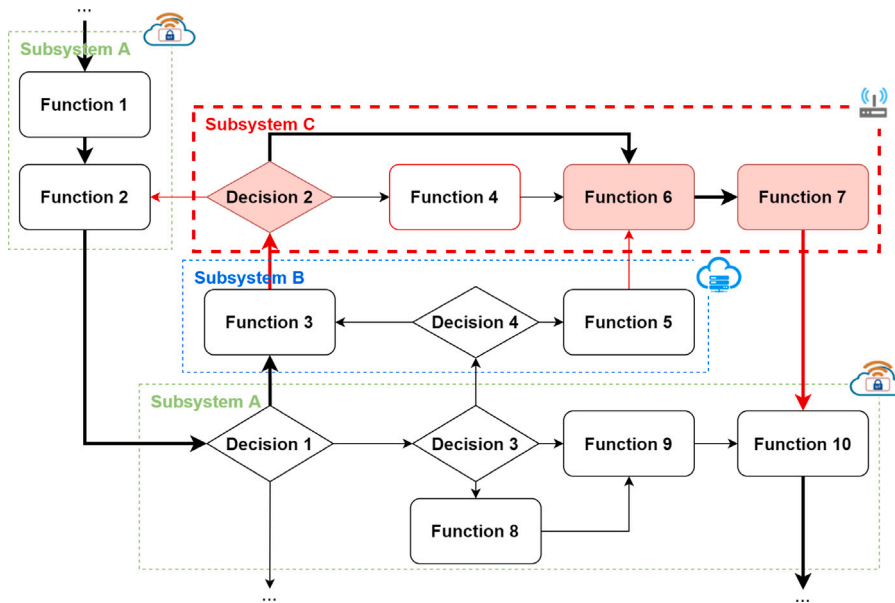 ...
Subsystem A
Function 1
Subsystem C
Function 2
Decision 2
Function 4
Function 6
Function 7
Subsystem B
Function 3
Decision 4
Function 5
Subsystem A
Decision 1
Decision 3
Function 9
Function 10
Function 8
...
...